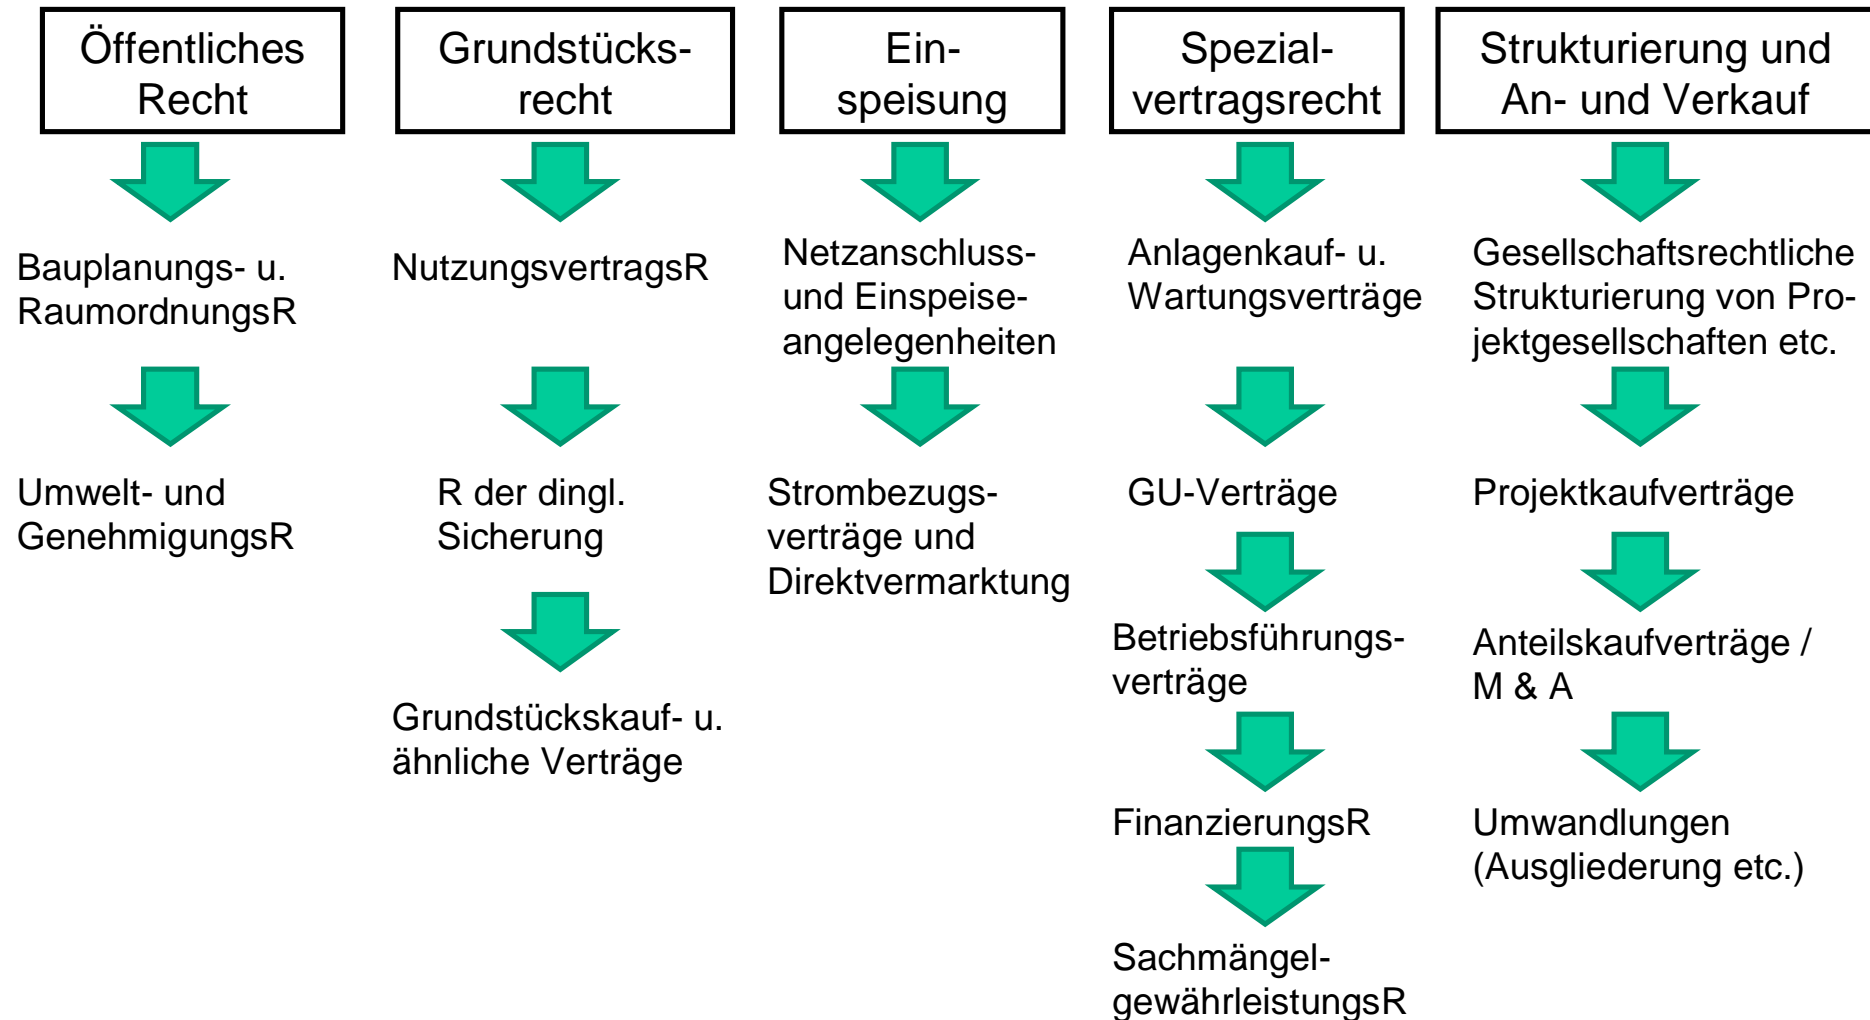 Öffentliches
Recht
Bauplanungs- u.
RaumordnungsR
Umwelt- und
GenehmigungsR
Grundstücks-
recht
NutzungsvertragsR
R der dingl.
Sicherung
Grundstückskauf- u.
ähnliche Verträge
Ein-
speisung
Netzanschluss-
und Einspeise-
angelegenheiten
Strombezugs-
verträge und
Direktvermarktung
Spezial-
vertragsrecht
Anlagenkauf- u.
Wartungsverträge
GU-Verträge
Betriebsführungs-
verträge
FinanzierungsR
Sachmängel-
gewährleistungsR
Strukturierung und
An- und Verkauf
Gesellschaftsrechtliche
Strukturierung von Pro-
jektgesellschaften etc.
Projektkaufverträge
Anteilskaufverträge /
M & A
Umwandlungen
(Ausgliederung etc.)